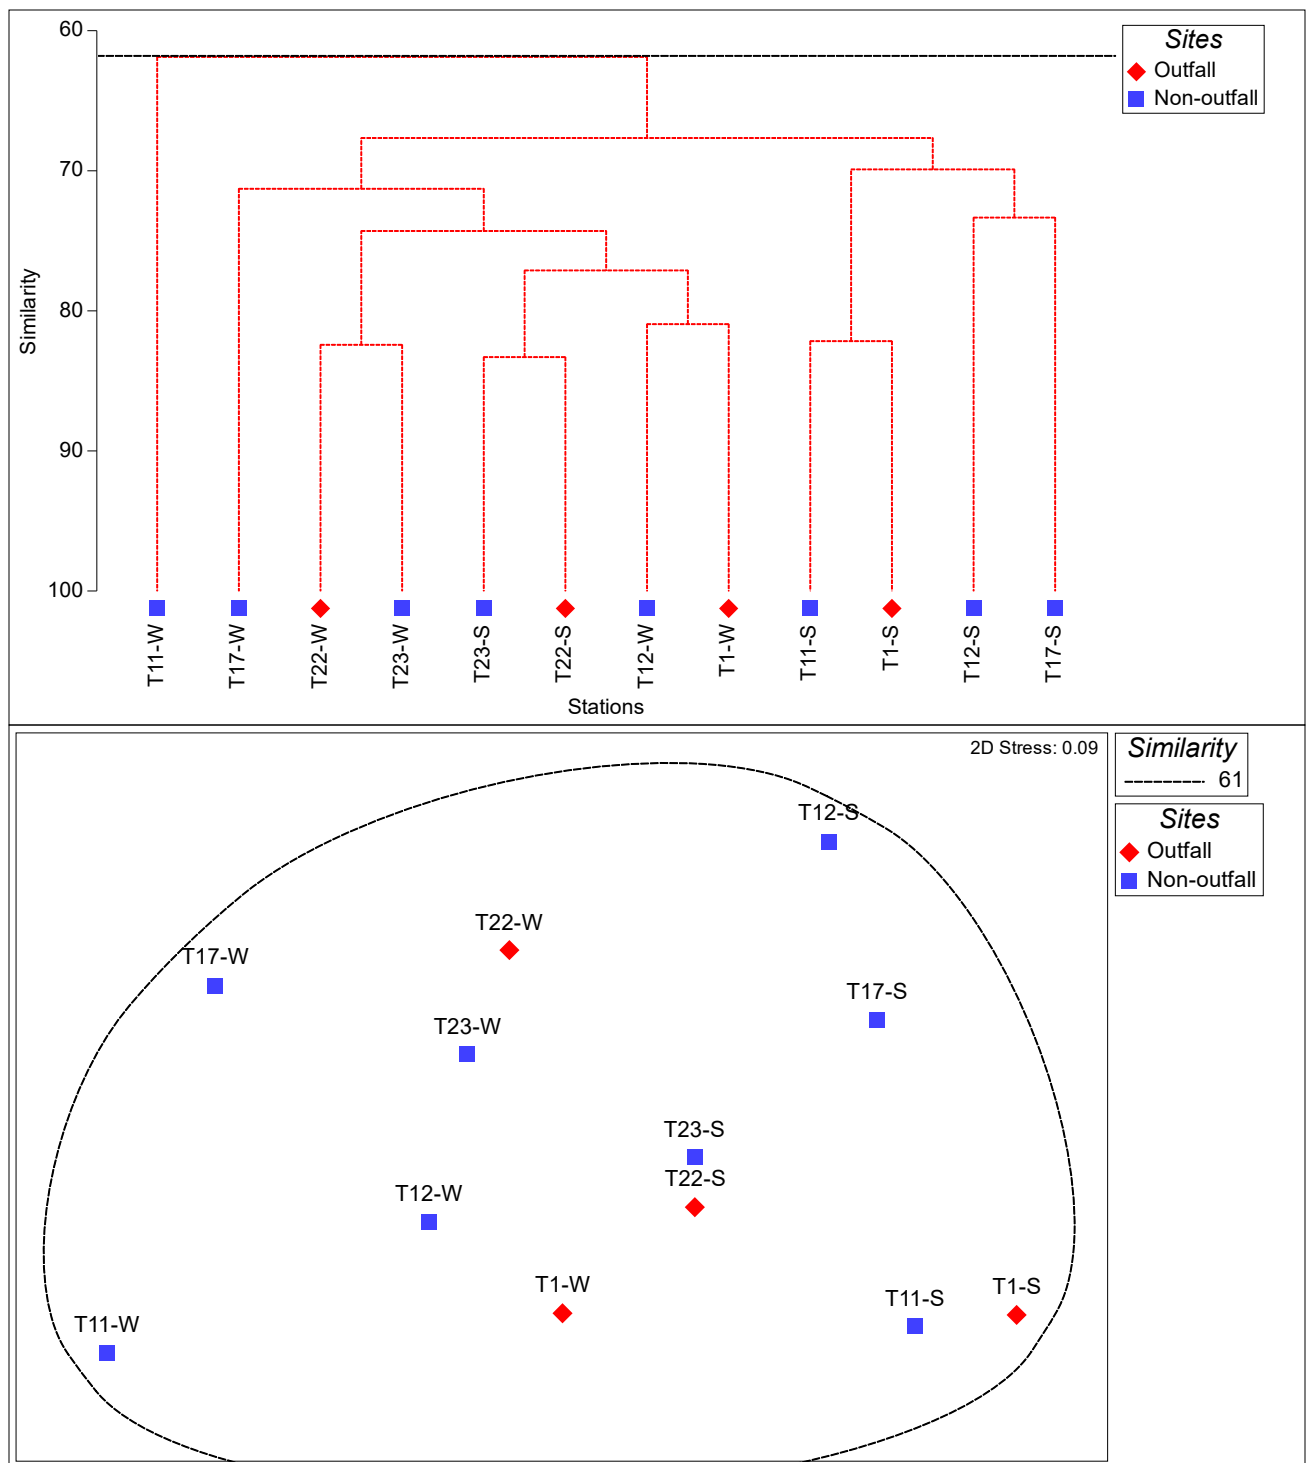 60
70
80
90
100
Similarity
Sites
Outfall
Non-outfall
T11-W
T17-W
T22-W
T23-W
T23-S
T22-S
T12-W
T1-W
T11-S
T1-S
T12-S
T17-S
Stations
2D Stress: 0.09
Similarity
61
Sites
Outfall
Non-outfall
T12-S
T22-W
T17-W
T17-S
T23-W
T23-S
T22-S
T12-W
T1-W
T1-S
T11-S
T11-W